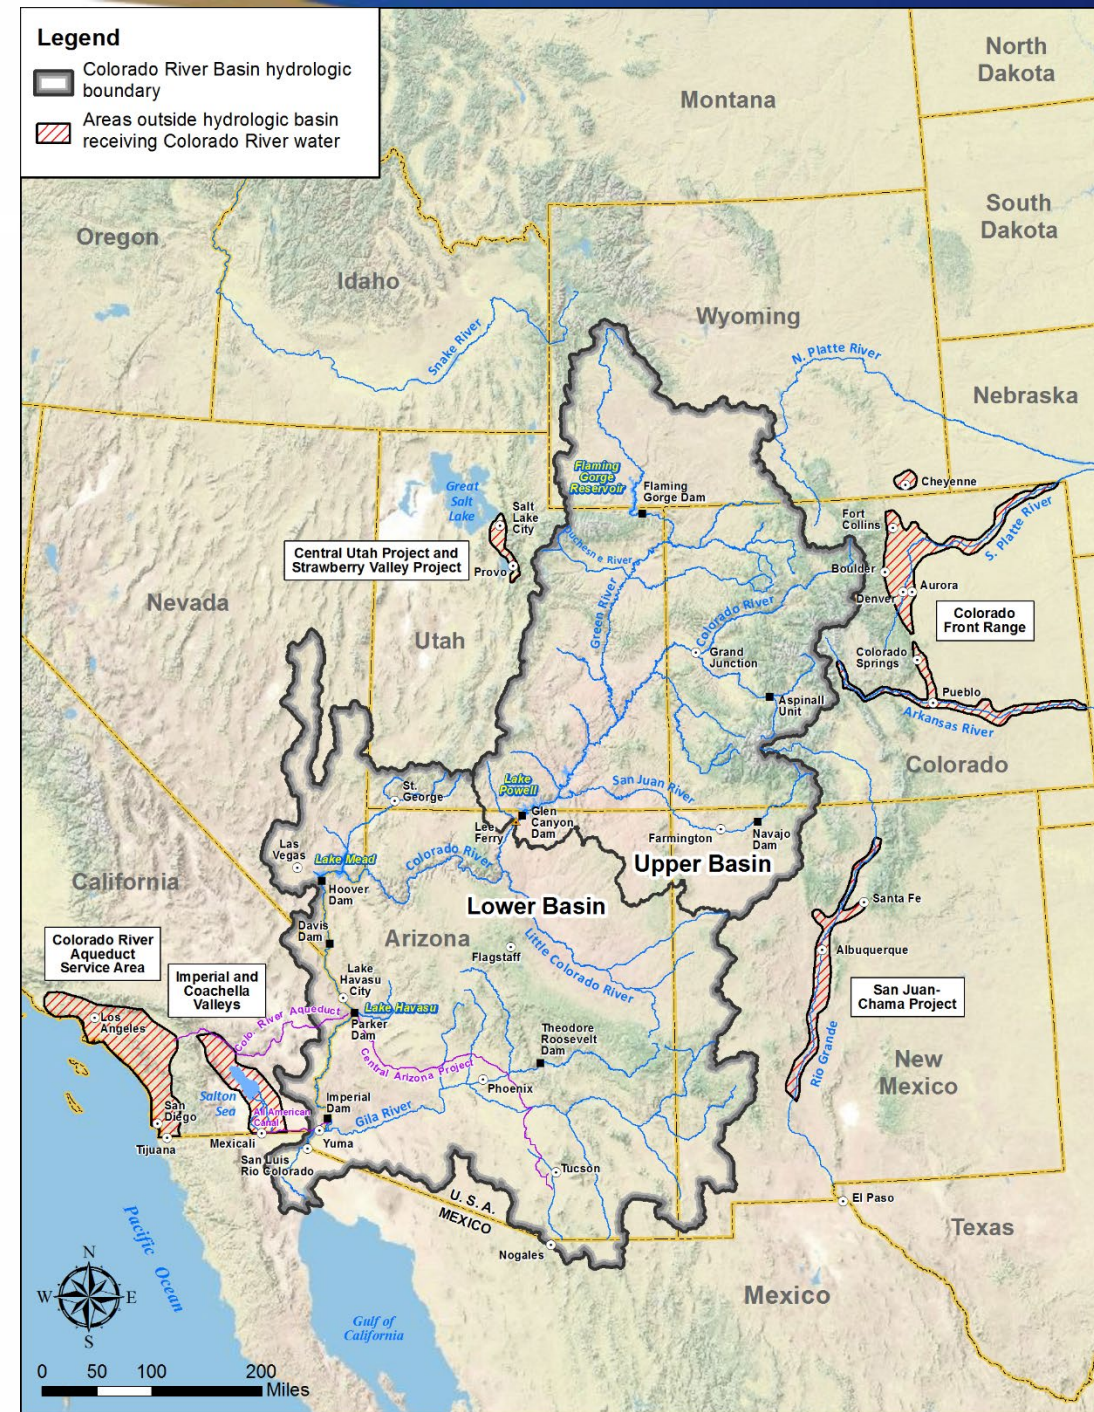 Legend
Colorado River Basin hydrologic
boundary
Areas outside hydrologic basin
receiving Colorado River water
North
Dakota
Montana
South
Dakota
Oregon
Idaho
Wyoming
Snake River
N. Platte River
Nebraska
Flaming
Gorge
Reservoir
Flaming
Gorge Dam
Cheyenne
Great
Salt
Lake
Salt
Lake
City
Fort
Collins
S. Platte River
Central Utah Project and
Strawberry Valley Project
Duchesne River
Provo
Boulder
Denver
Aurora
Nevada
Utah
Green River
Colorado River
Colorado
Front Range
Grand
Junction
Colorado
Springs
Aspinall
Unit
Pueblo
Arkansas River
Colorado
St.
George
Lake
Powell
San Juan River
Lee
Ferry
Glen
Canyon
Dam
Farmington
Navajo
Dam
Las
Vegas
Lake Mead
Colorado River
Upper Basin
California
Hoover
Dam
Lower Basin
Santa Fe
Davis
Dam
Arizona
Flagstaff
Little Colorado River
Albuquerque
Colorado River
Aqueduct
Service Area
Imperial and
Coachella
Valleys
Lake
Havasu
City
Lake Havasu
San Juan-
Chama Project
Los
Angeles
Colo. River Aqueduct
Parker
Dam
Theodore
Roosevelt
Dam
Central Arizona Project
Rio Grande
New
Mexico
Phoenix
Salton
Sea
San
Diego
All American
Canal
Imperial
Dam
Gila River
Tijuana
Mexicali
Yuma
San Luis
Rio Colorado
Tucson
U. S. A.
MEXICO
El Paso
Texas
Nogales
Pacific Ocean
Mexico
Gulf of
California
N
W E
S
0 50 100 200
Miles